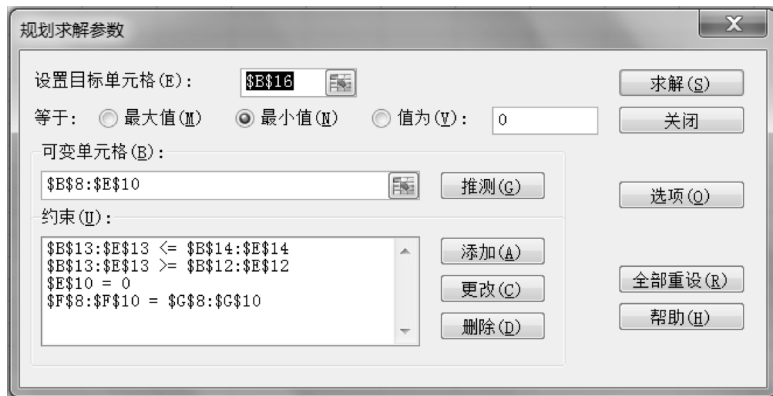 规划求解参数
X
设置目标单元格(E): $B$16 求解(S)
等于: 最大值(M) 最小值(N) 值为(V): 0 关闭
可变单元格(B):
$B$8:$E$10 推测(G) 选项(O)
约束(U):
$B$13:$E$13 <= $B$14:$E$14 添加(A)
$B$13:$E$13 >= $B$12:$E$12
$E$10 = 0 更改(C) 全部重设(R)
$F$8:$F$10 = $G$8:$G$10
删除(D) 帮助(H)